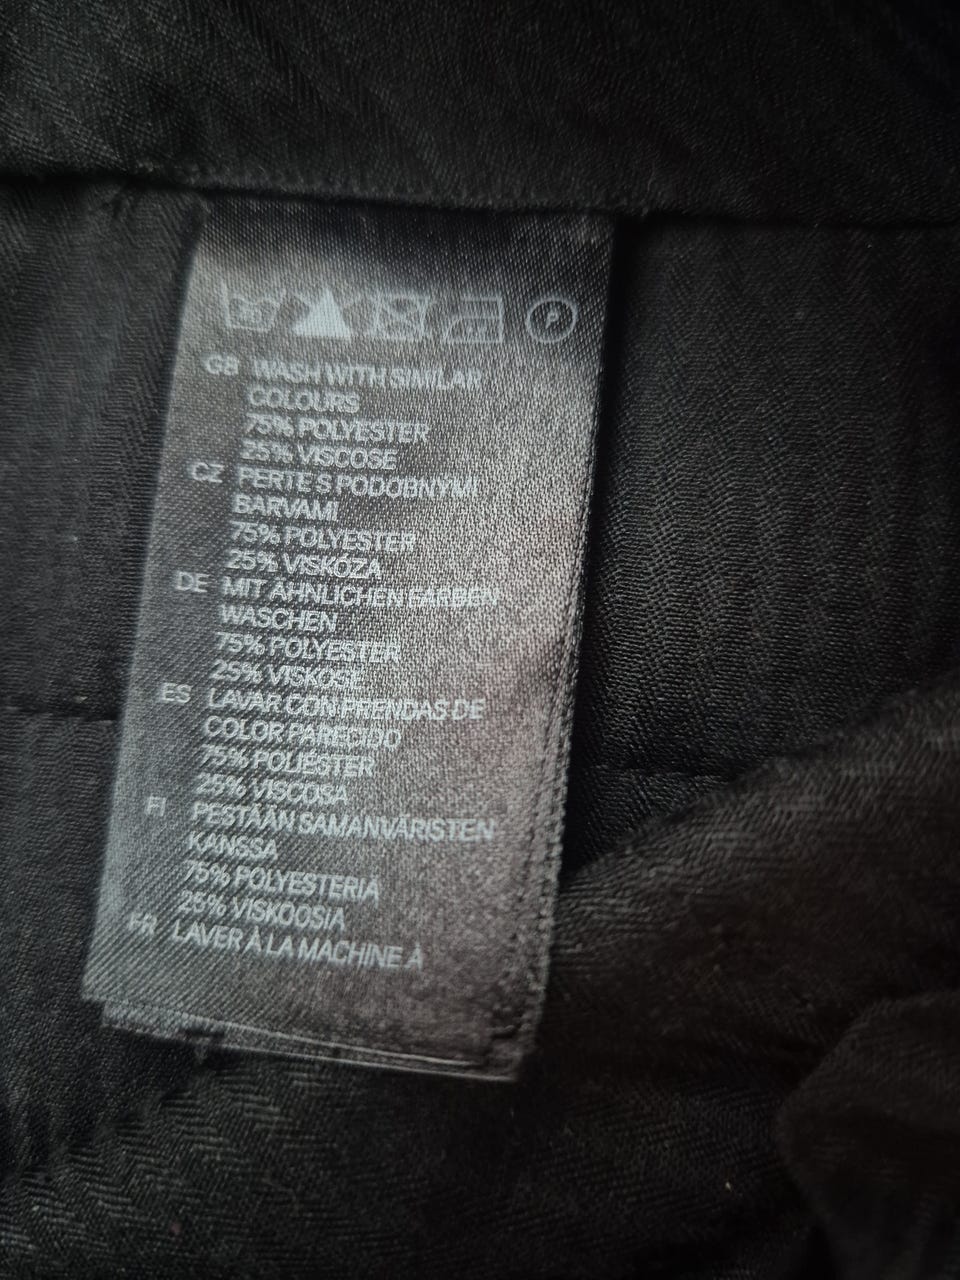 P
GB WASH WITH SIMILAR
COLOURS
75% POLYESTER
25% VISCOSE
CZ PERTE S PODOBNÝMI
BARVAMI
75% POLYESTER
25% VISKÓZA
DE MIT ÄHNLICHEN FARBEN
WASCHEN
75% POLYESTER
25% VISKOSE
ES LAVAR CON PRENDAS DE
COLOR PARECIDO
75% POLIÉSTER
25% VISCOSA
FI PESTÄÄN SAMANVÄRISTEN
KANSSA
75% POLYESTERIÄ
25% VISKOOSIA
FR LAVER À LA MACHINE À